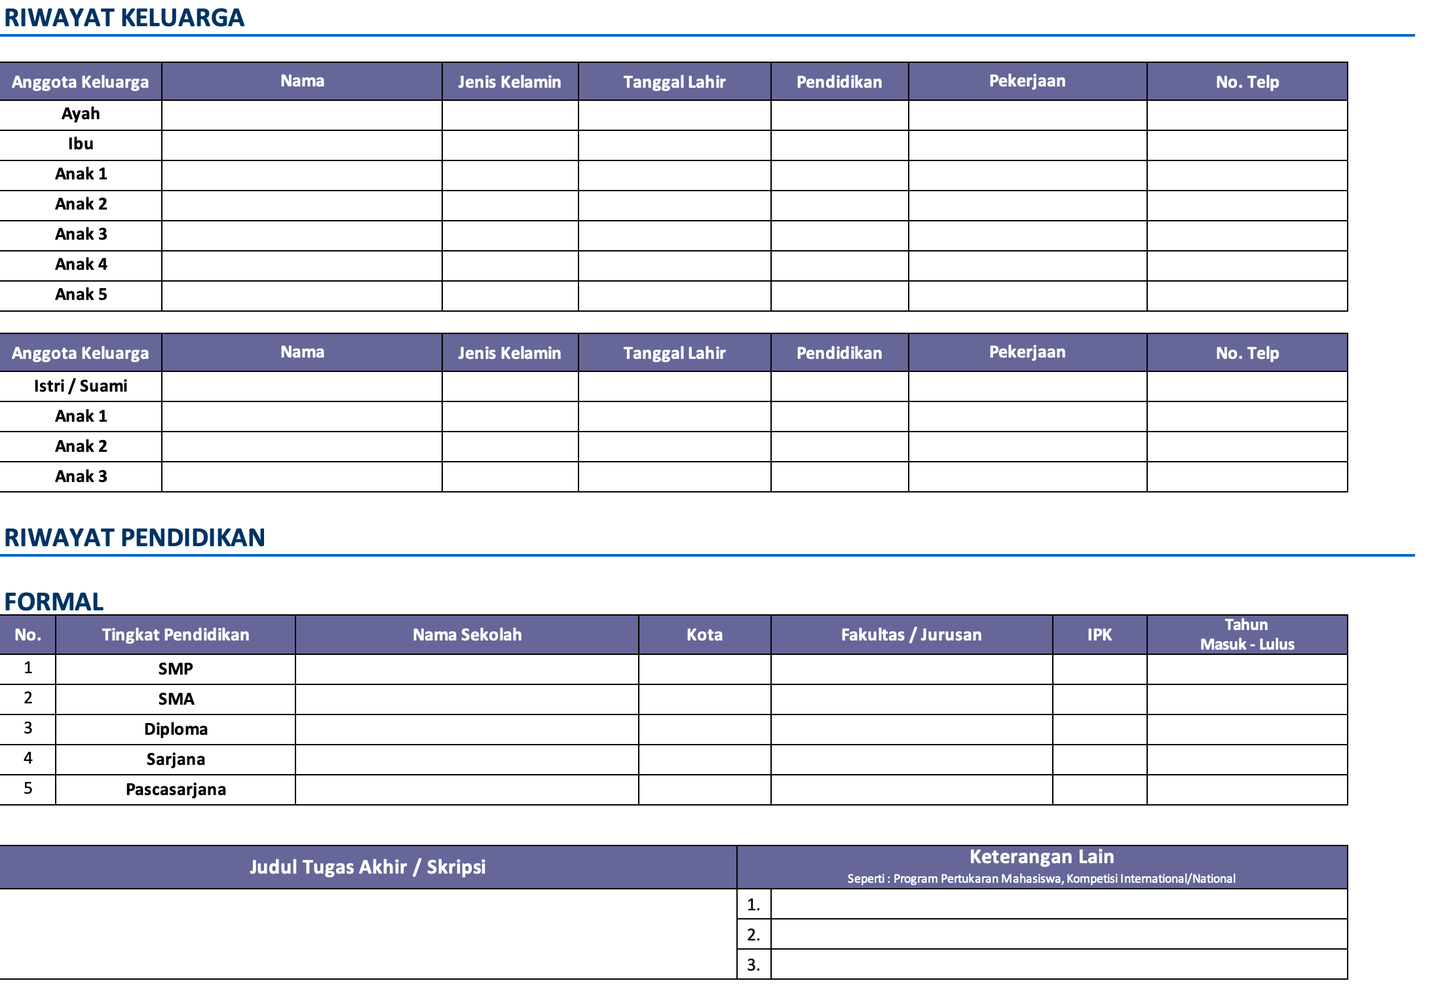 RIWAYAT KELUARGA
Anggota Keluarga Nama Jenis Kelamin Tanggal Lahir Pendidikan Pekerjaan No. Telp
Ayah
Ibu
Anak 1
Anak 2
Anak 3
Anak 4
Anak 5
Anggota Keluarga Nama Jenis Kelamin Tanggal Lahir Pendidikan Pekerjaan No. Telp
Istri / Suami
Anak 1
Anak 2
Anak 3
RIWAYAT PENDIDIKAN
FORMAL
No. Tingkat Pendidikan Nama Sekolah Kota Fakultas / Jurusan IPK Tahun
Masuk - Lulus
1 SMP
2 SMA
3 Diploma
4 Sarjana
5 Pascasarjana
Judul Tugas Akhir / Skripsi Keterangan Lain
Seperti : Program Pertukaran Mahasiswa, Kompetisi International/National
1.
2.
3.